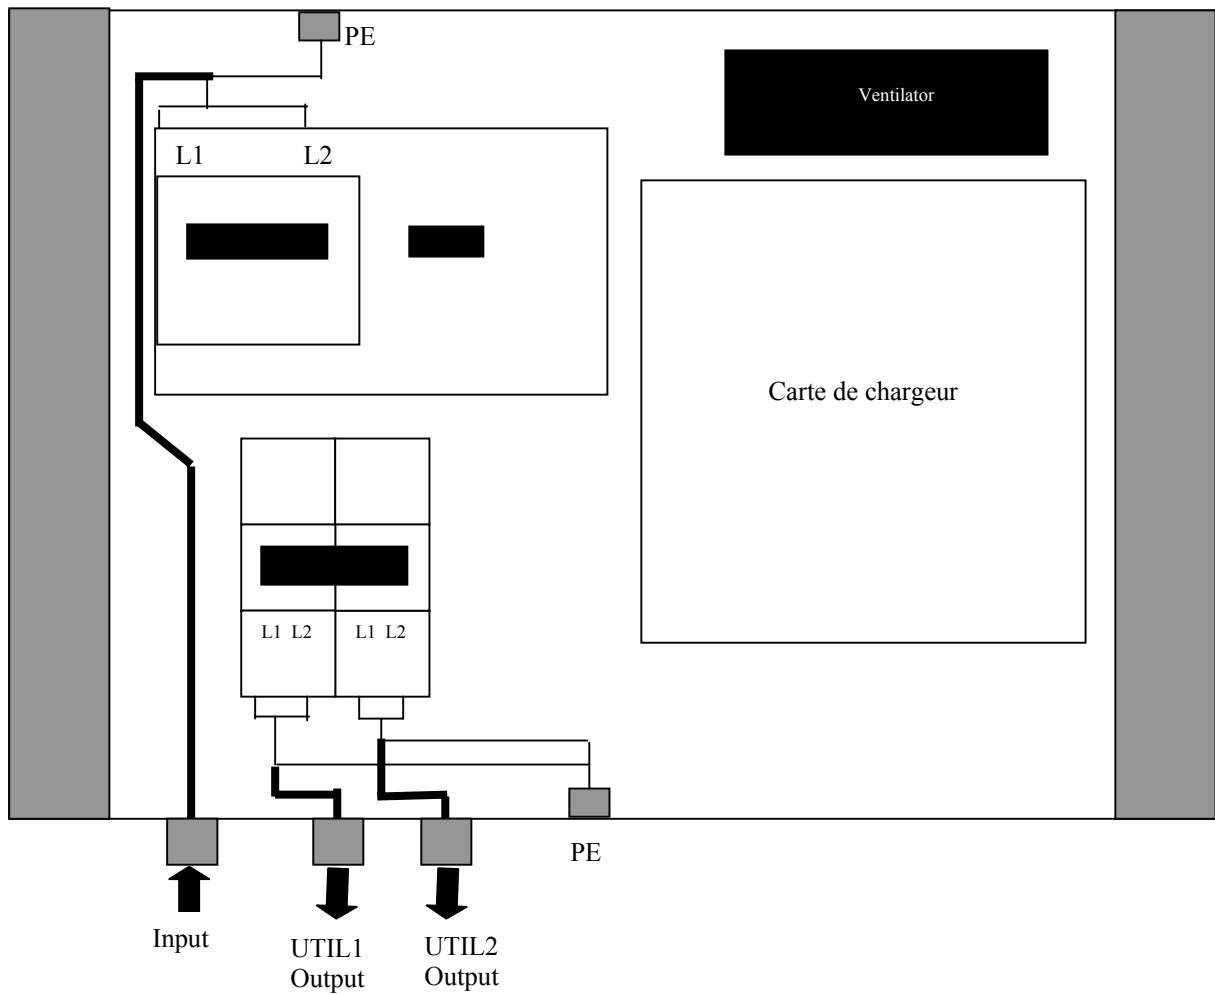 PE
Ventilator
L1 L2
Carte de chargeur
L1 L2 L1 L2
PE
Input
UTIL1
Output
UTIL2
Output